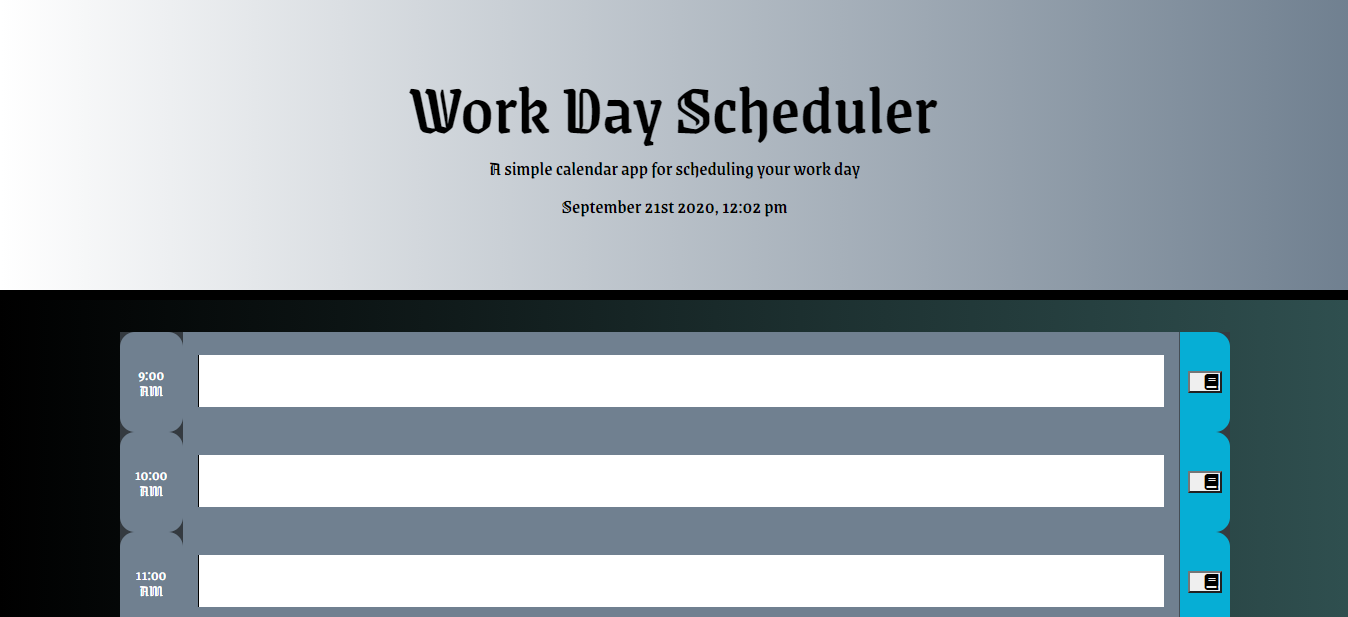 Work Day Scheduler
A simple calendar app for scheduling your work day
September 21st 2020, 12:02 pm
9:00
AM
10:00
AM
11:00
AM